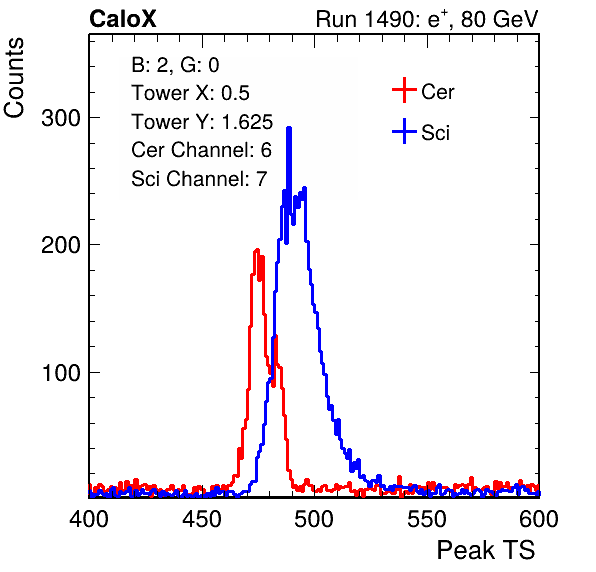 CaloX Run 1490: e⁺, 80 GeV
Counts
B: 2, G: 0
Tower X: 0.5
Tower Y: 1.625
Cer Channel: 6
Sci Channel: 7
Cer
Sci
300
200
100
400 450 500 550 600
Peak TS